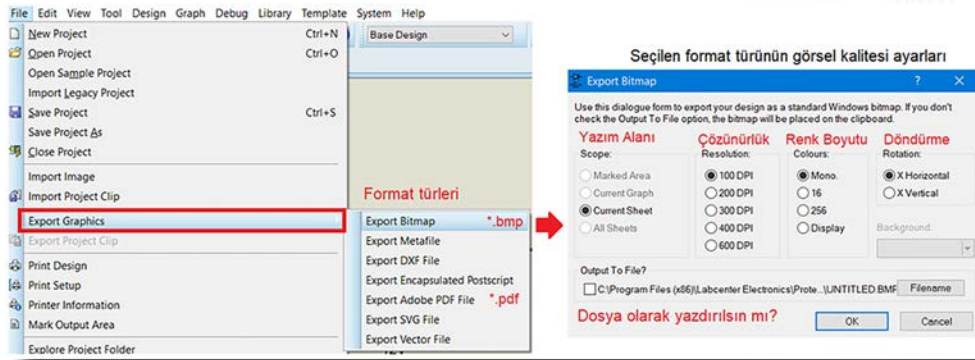 File Edit View Tool Design Graph Debug Library Template System Help
New Project Ctrl+N
Open Project Ctrl+O
Open Sample Project
Import Legacy Project
Save Project Ctrl+S
Save Project As
Close Project
Import Image
Import Project Clip
Export Graphics
Export Project Clip
Print Design
Print Setup
Printer Information
Mark Output Area
Explore Project Folder
Base Design
Format türleri
Export Bitmap *.bmp
Export Metafile
Export DXF File
Export Encapsulated Postscript
Export Adobe PDF File *.pdf
Export SVG File
Export Vector File
Seçilen format türünün görsel kalitesi ayarları
Export Bitmap ? X
Use this dialogue form to export your design as a standard Windows bitmap. If you don't
check the Output To File option, the bitmap will be placed on the clipboard.
Yazım Alanı Çözünürlük Renk Boyutu Döndürme
Scope: Resolution: Colours: Rotation:
Marked Area 100 DPI Mono. X Horizontal
Current Graph 200 DPI 16 X Vertical
Current Sheet 300 DPI 256
All Sheets 400 DPI Display Background:
600 DPI
Output To File?
C:\Program Files (x86)\Labcenter Electronics\Prote...\UNTITLED.BMP Filename
Dosya olarak yazdırılsın mı? OK Cancel